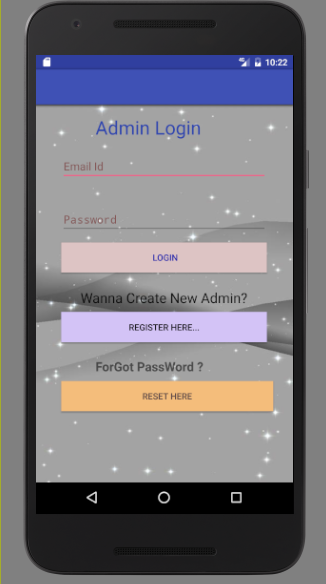 10:22
Admin Login
Email Id
Password
LOGIN
Wanna Create New Admin?
REGISTER HERE...
ForGot PassWord ?
RESET HERE